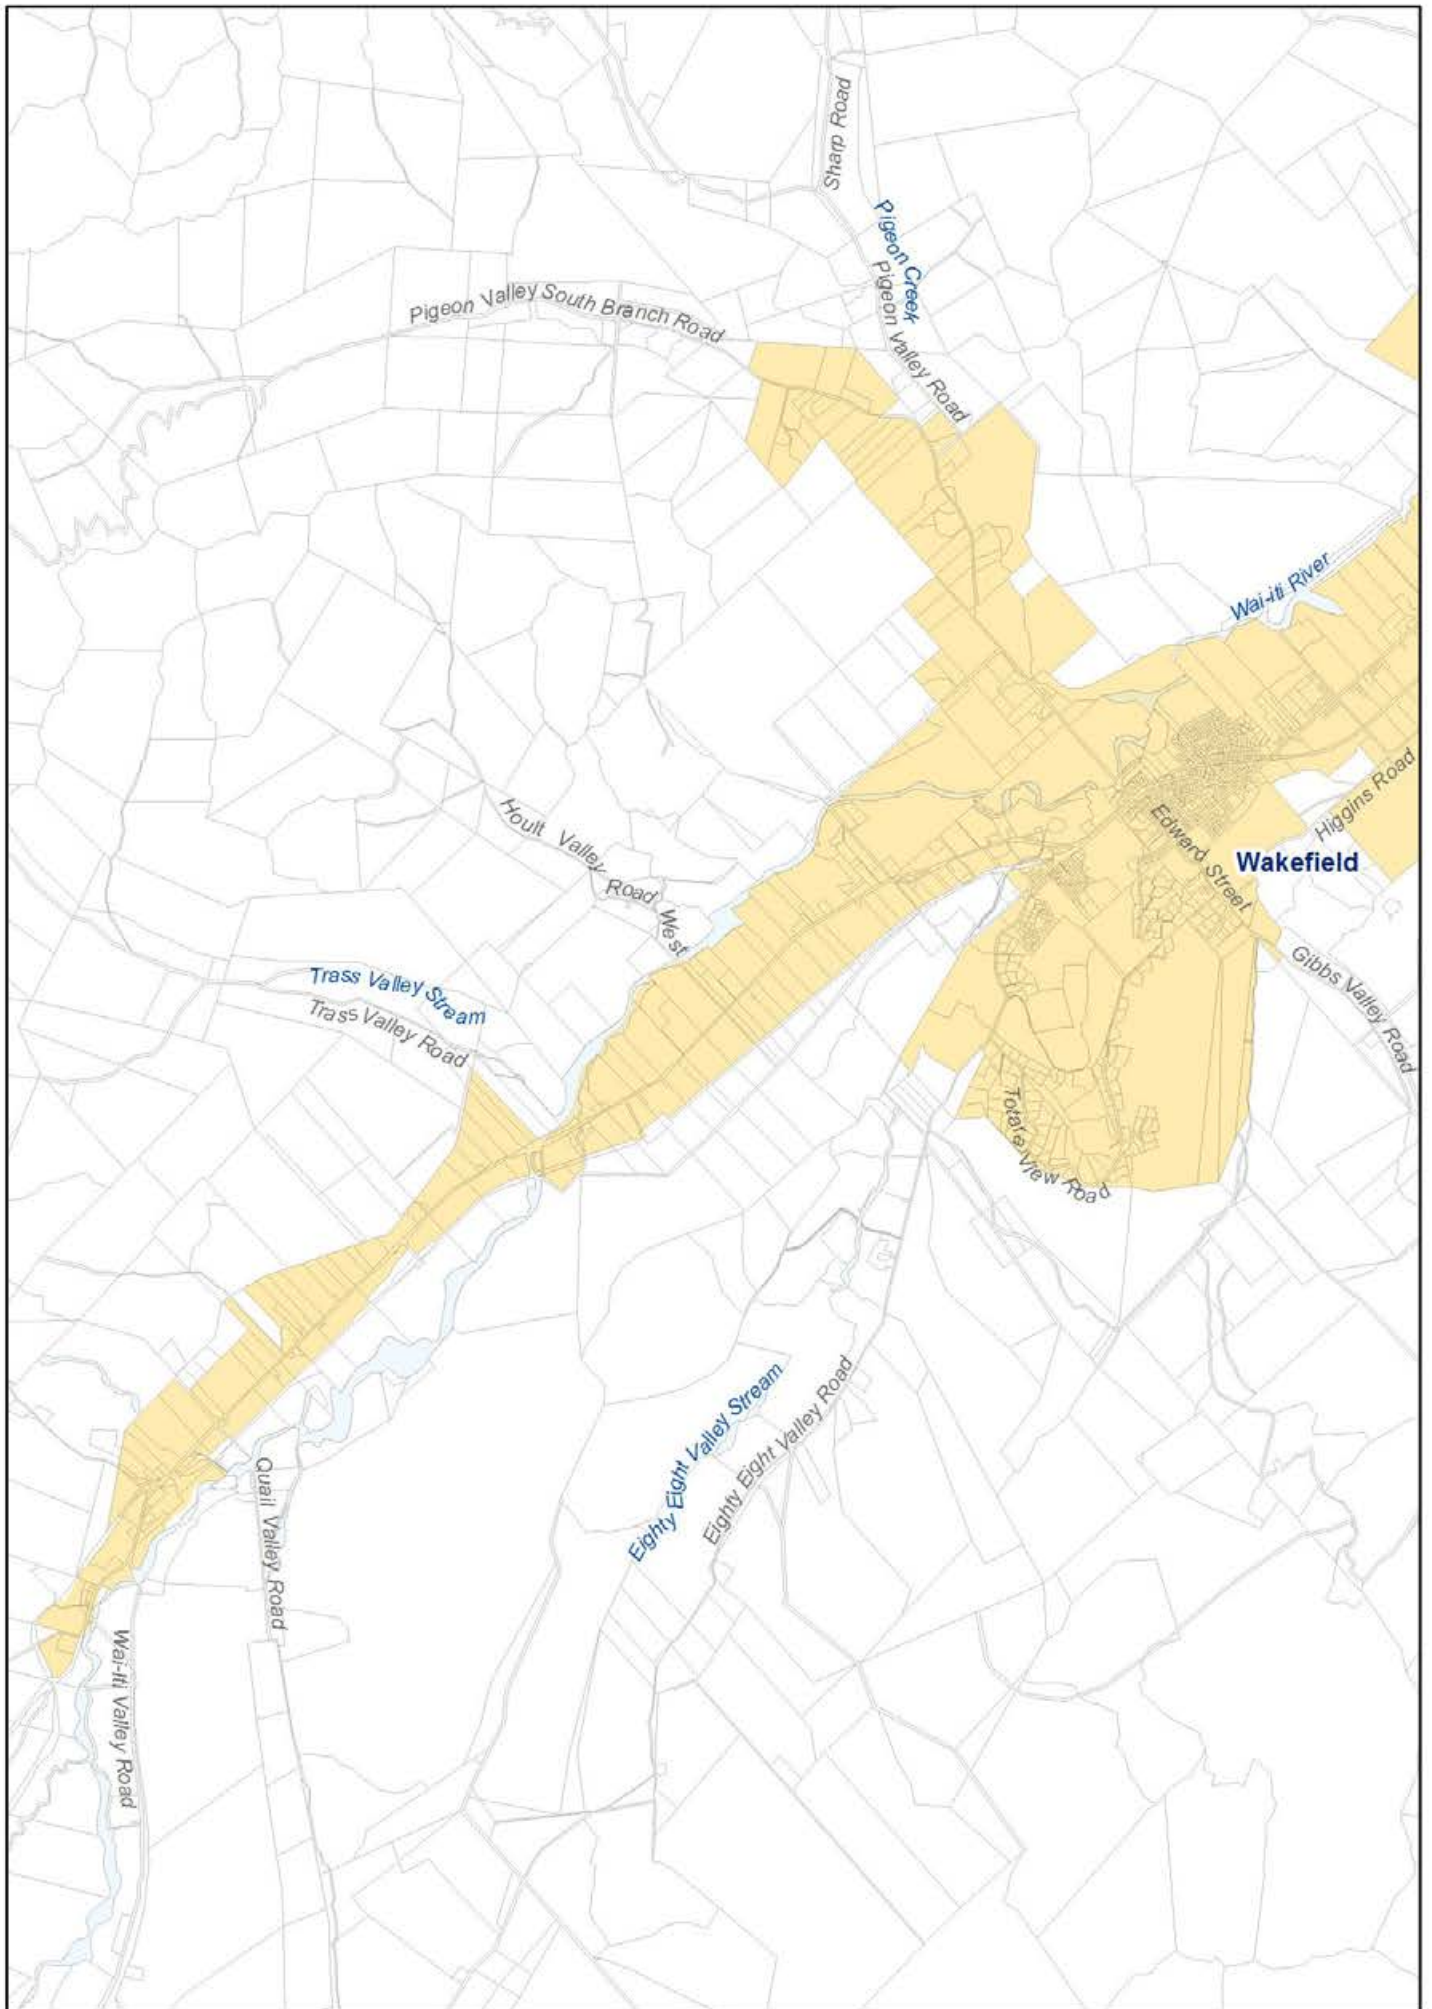 Sharp Road
Pigeon Creek
Pigeon Valley Road
Pigeon Valley South Branch Road
Wai-iti River
Higgins Road
Edward Street
Wakefield
Hoult Valley Road West
Gibbs Valley Road
Trass Valley Stream
Trass Valley Road
Totara View Road
Eighty Eight Valley Stream
Eighty Eight Valley Road
Quail Valley Road
Wai-Iti Valley Road